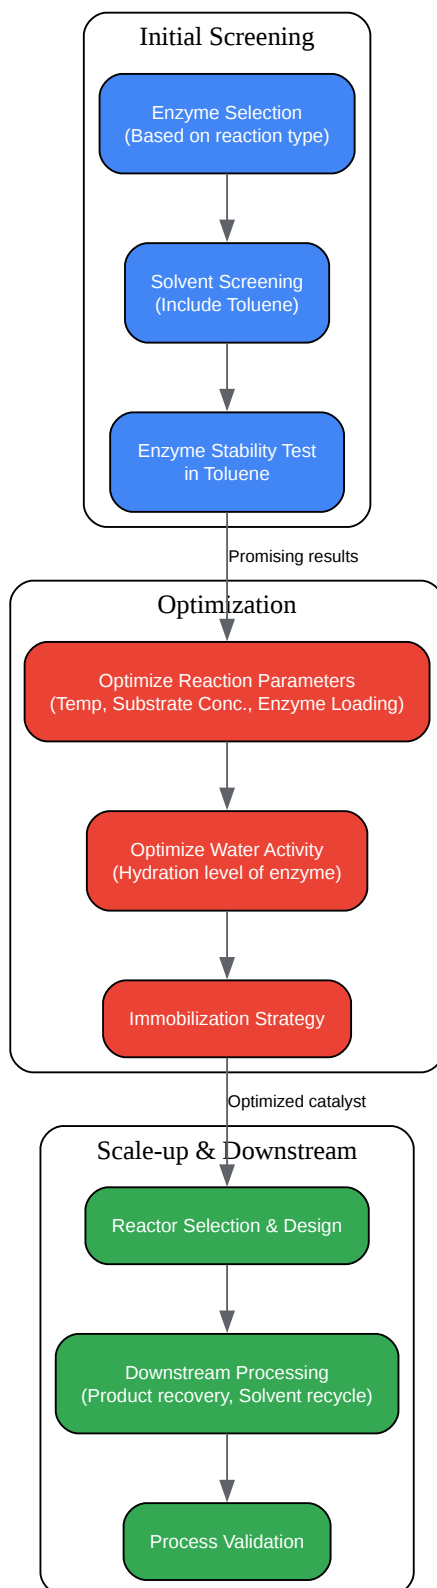 Initial Screening
Enzyme Selection
(Based on reaction type)
Solvent Screening
(Include Toluene)
Enzyme Stability Test
in Toluene
Promising results
Optimization
Optimize Reaction Parameters
(Temp, Substrate Conc., Enzyme Loading)
Optimize Water Activity
(Hydration level of enzyme)
Immobilization Strategy
Optimized catalyst
Scale-up & Downstream
Reactor Selection & Design
Downstream Processing
(Product recovery, Solvent recycle)
Process Validation